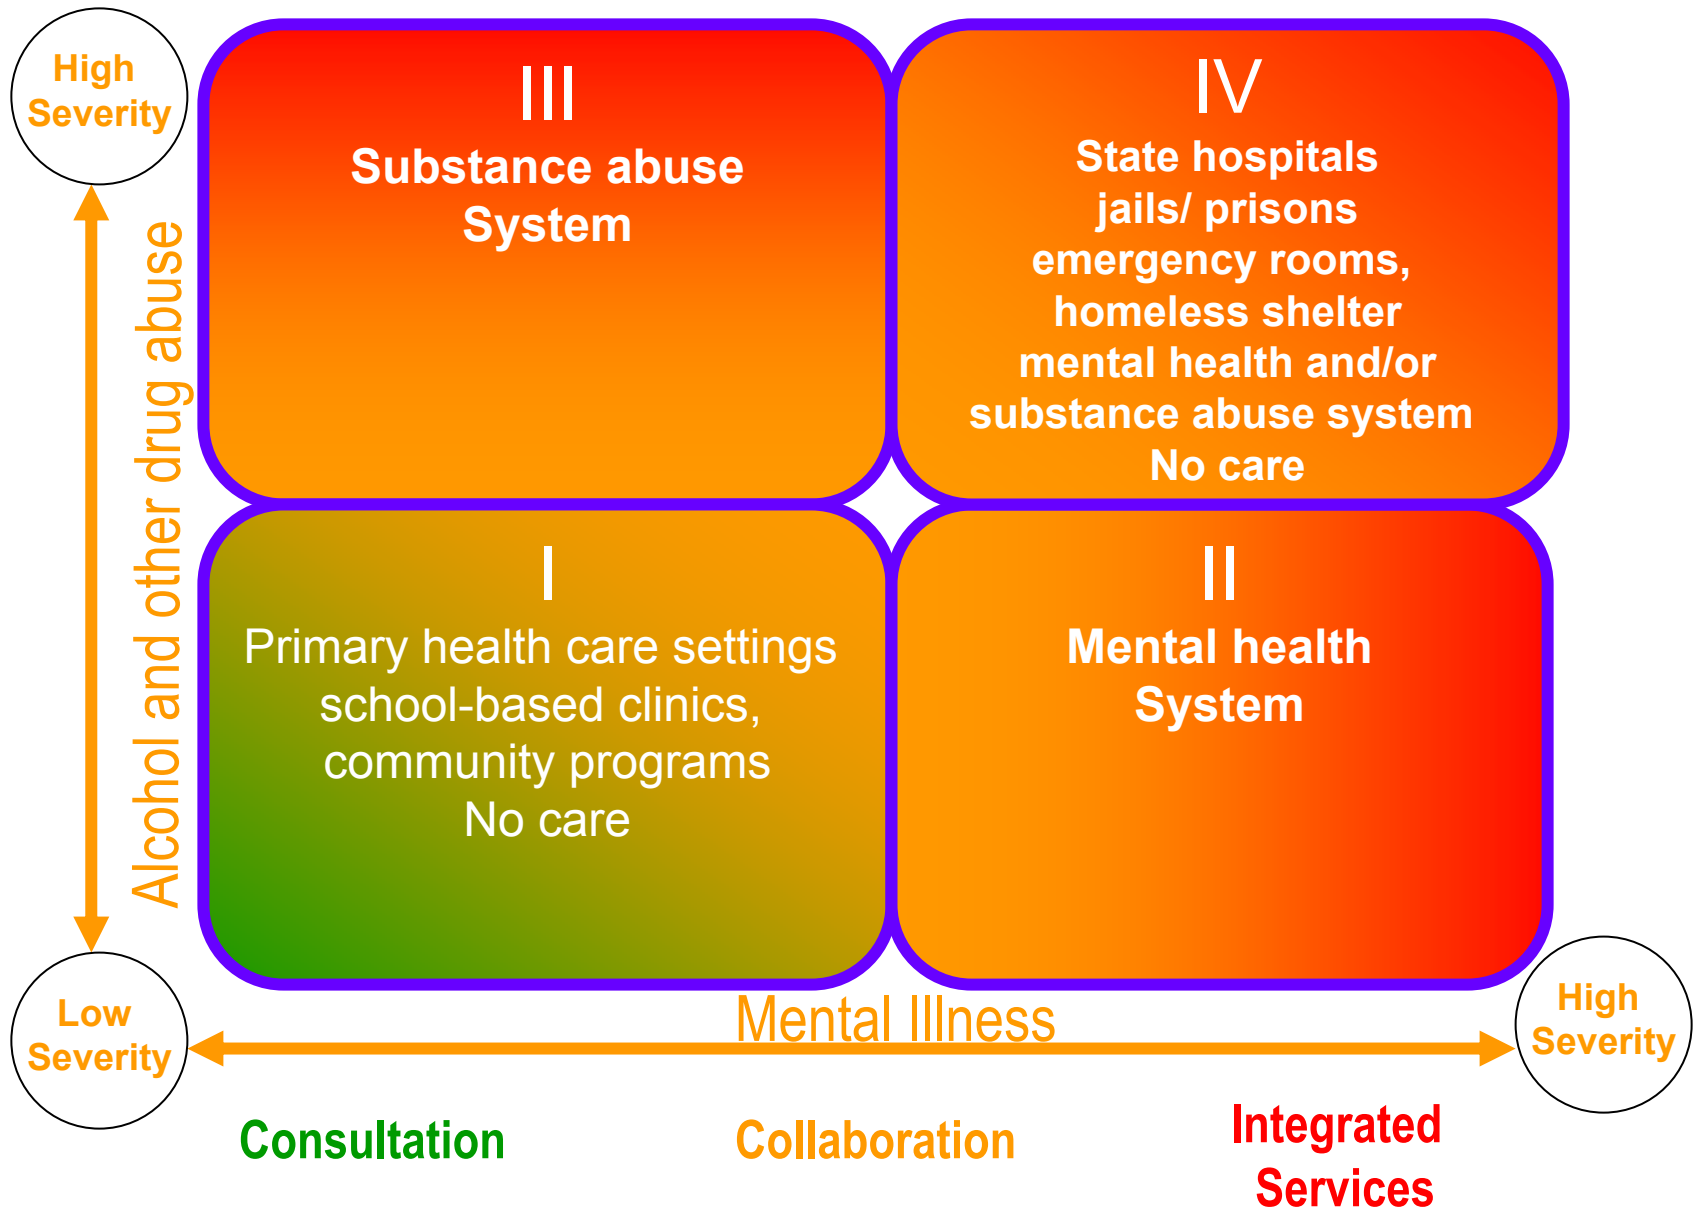 High
Severity
III
Substance abuse
System
IV
State hospitals
jails/ prisons
emergency rooms,
homeless shelter
mental health and/or
substance abuse system
No care
Alcohol and other drug abuse
I
Primary health care settings
school-based clinics,
community programs
No care
II
Mental health
System
Low
Severity
Mental Illness
High
Severity
Consultation
Collaboration
Integrated
Services